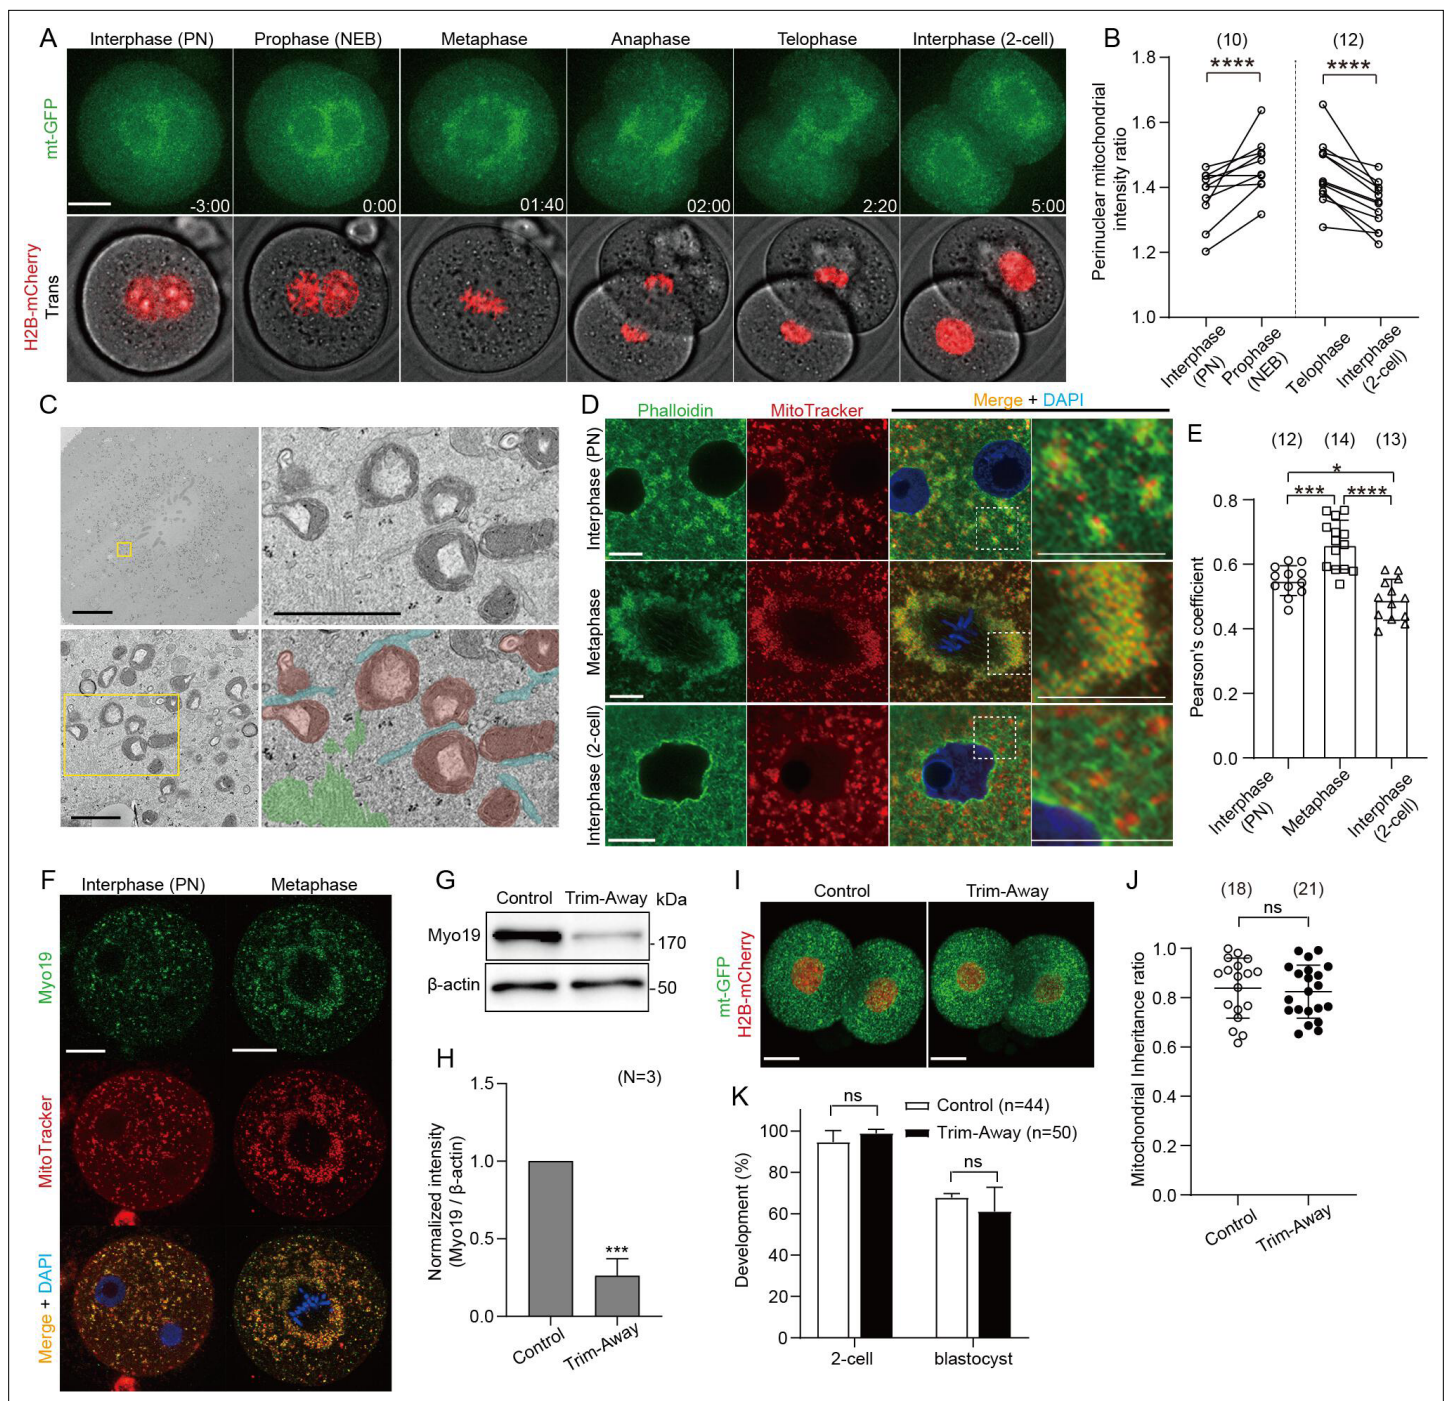 A
Interphase (PN)
Prophase (NEB)
Metaphase
Anaphase
Telophase
Interphase (2-cell)
mt-GFP
-3:00
0:00
01:40
02:00
2:20
5:00
H2B-mCherry
Trans
B
(10)
(12)
****
****
Perinuclear mitochondrial
intensity ratio
1.8
1.6
1.4
1.2
1.0
Interphase
(PN)
Prophase
(NEB)
Telophase
Interphase
(2-cell)
C
D
Phalloidin
MitoTracker
Merge + DAPI
Interphase (PN)
Metaphase
Interphase (2-cell)
E
(12)
(14)
(13)
*
***
****
Pearson's coefficient
0.8
0.6
0.4
0.2
0.0
Interphase
(PN)
Metaphase
Interphase
(2-cell)
F
Interphase (PN)
Metaphase
Myo19
MitoTracker
Merge + DAPI
G
Control
Trim-Away
kDa
Myo19
-170
β-actin
-50
H
(N=3)
Normalized intensity
(Myo19 / β-actin)
1.5
1.0
0.5
0.0
***
Control
Trim-Away
I
Control
Trim-Away
mt-GFP
H2B-mCherry
J
(18)
(21)
ns
Mitochondrial Inheritance ratio
1.0
0.8
0.6
0.4
0.2
0.0
Control
Trim-Away
K
ns
ns
Control (n=44)
Trim-Away (n=50)
Development (%)
100
80
60
40
20
0
2-cell
blastocyst